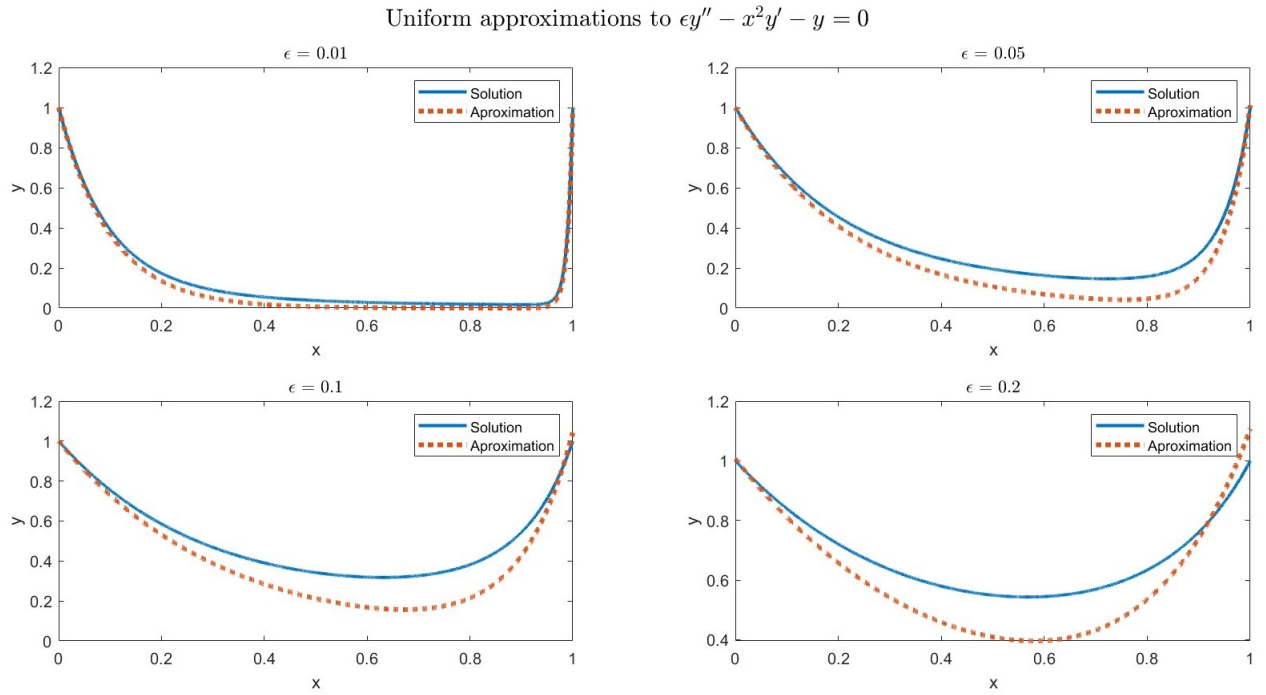 Uniform approximations to ϵy′′ − x²y′ − y = 0
ϵ = 0.01
1.2
1
0.8
0.6
0.4
0.2
0
y
0 0.2 0.4 0.6 0.8 1
x
Solution
Aproximation
ϵ = 0.05
1.2
1
0.8
0.6
0.4
0.2
0
y
0 0.2 0.4 0.6 0.8 1
x
Solution
Aproximation
ϵ = 0.1
1.2
1
0.8
0.6
0.4
0.2
0
y
0 0.2 0.4 0.6 0.8 1
x
Solution
Aproximation
ϵ = 0.2
1.2
1
0.8
0.6
0.4
y
0 0.2 0.4 0.6 0.8 1
x
Solution
Aproximation